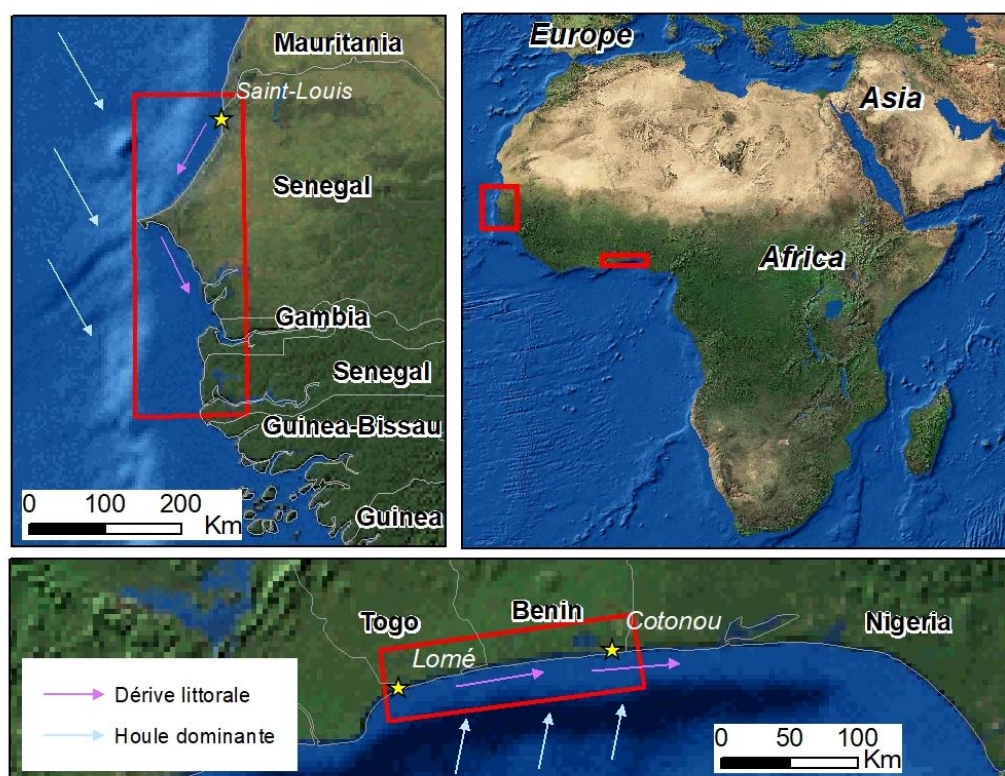 Mauritania
Saint-Louis
Senegal
Gambia
Senegal
Guinea-Bissau
Guinea
0 100 200
Km
Europe
Asia
Africa
Togo
Benin
Cotonou
Nigeria
Lomé
Dérive littorale
Houle dominante
0 50 100
Km